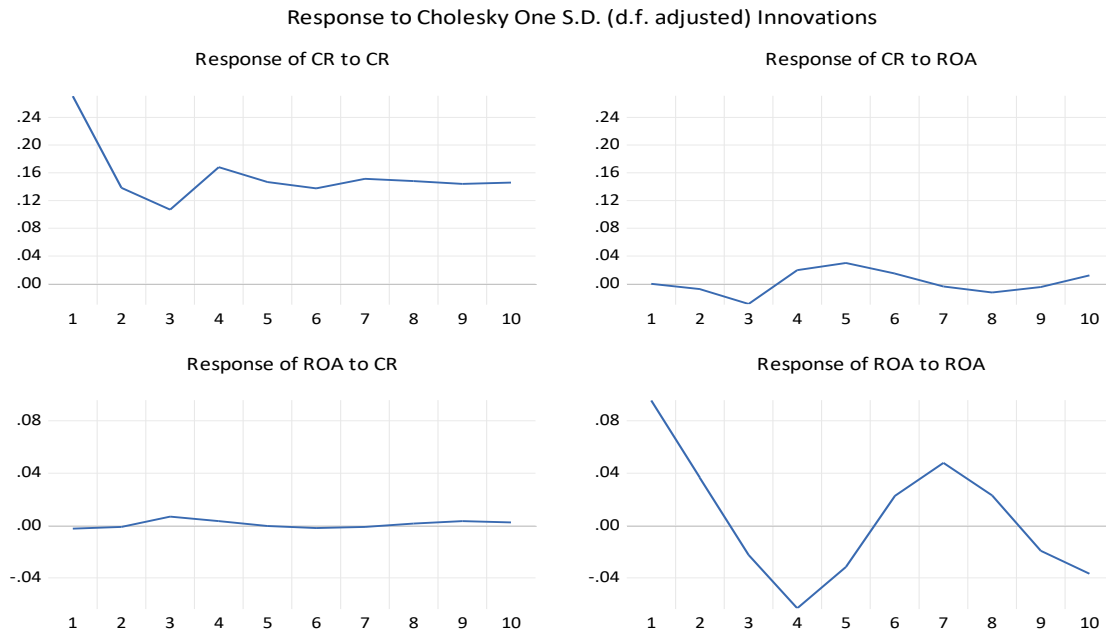 Response to Cholesky One S.D. (d.f. adjusted) Innovations
Response of CR to CR
.24
.20
.16
.12
.08
.04
.00
1 2 3 4 5 6 7 8 9 10
Response of CR to ROA
.24
.20
.16
.12
.08
.04
.00
1 2 3 4 5 6 7 8 9 10
Response of ROA to CR
.08
.04
.00
-.04
1 2 3 4 5 6 7 8 9 10
Response of ROA to ROA
.08
.04
.00
-.04
1 2 3 4 5 6 7 8 9 10